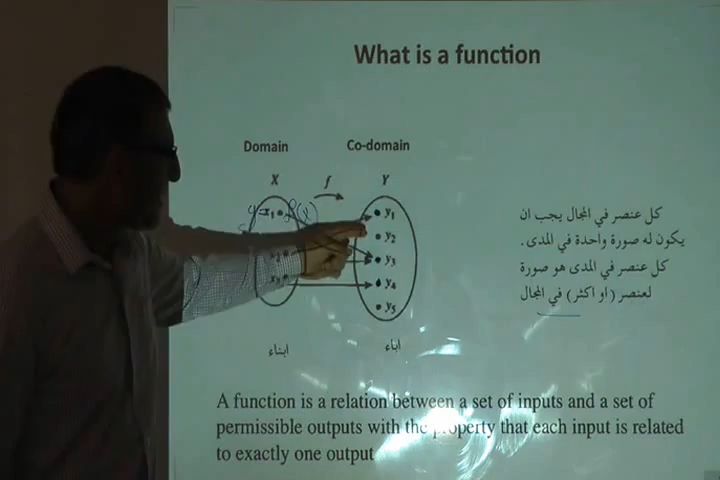 What is a function
Domain Co-domain
X f Y
y₁
y₂
y₃
y₄
y₅
كل عنصر في المجال يجب ان
يكون له صورة واحدة في المدى .
كل عنصر في المدى هو صورة
لعنصر (او اكثر) في المجال
ابناء اباء
A function is a relation between a set of inputs and a set of
permissible outputs with the property that each input is related
to exactly one output